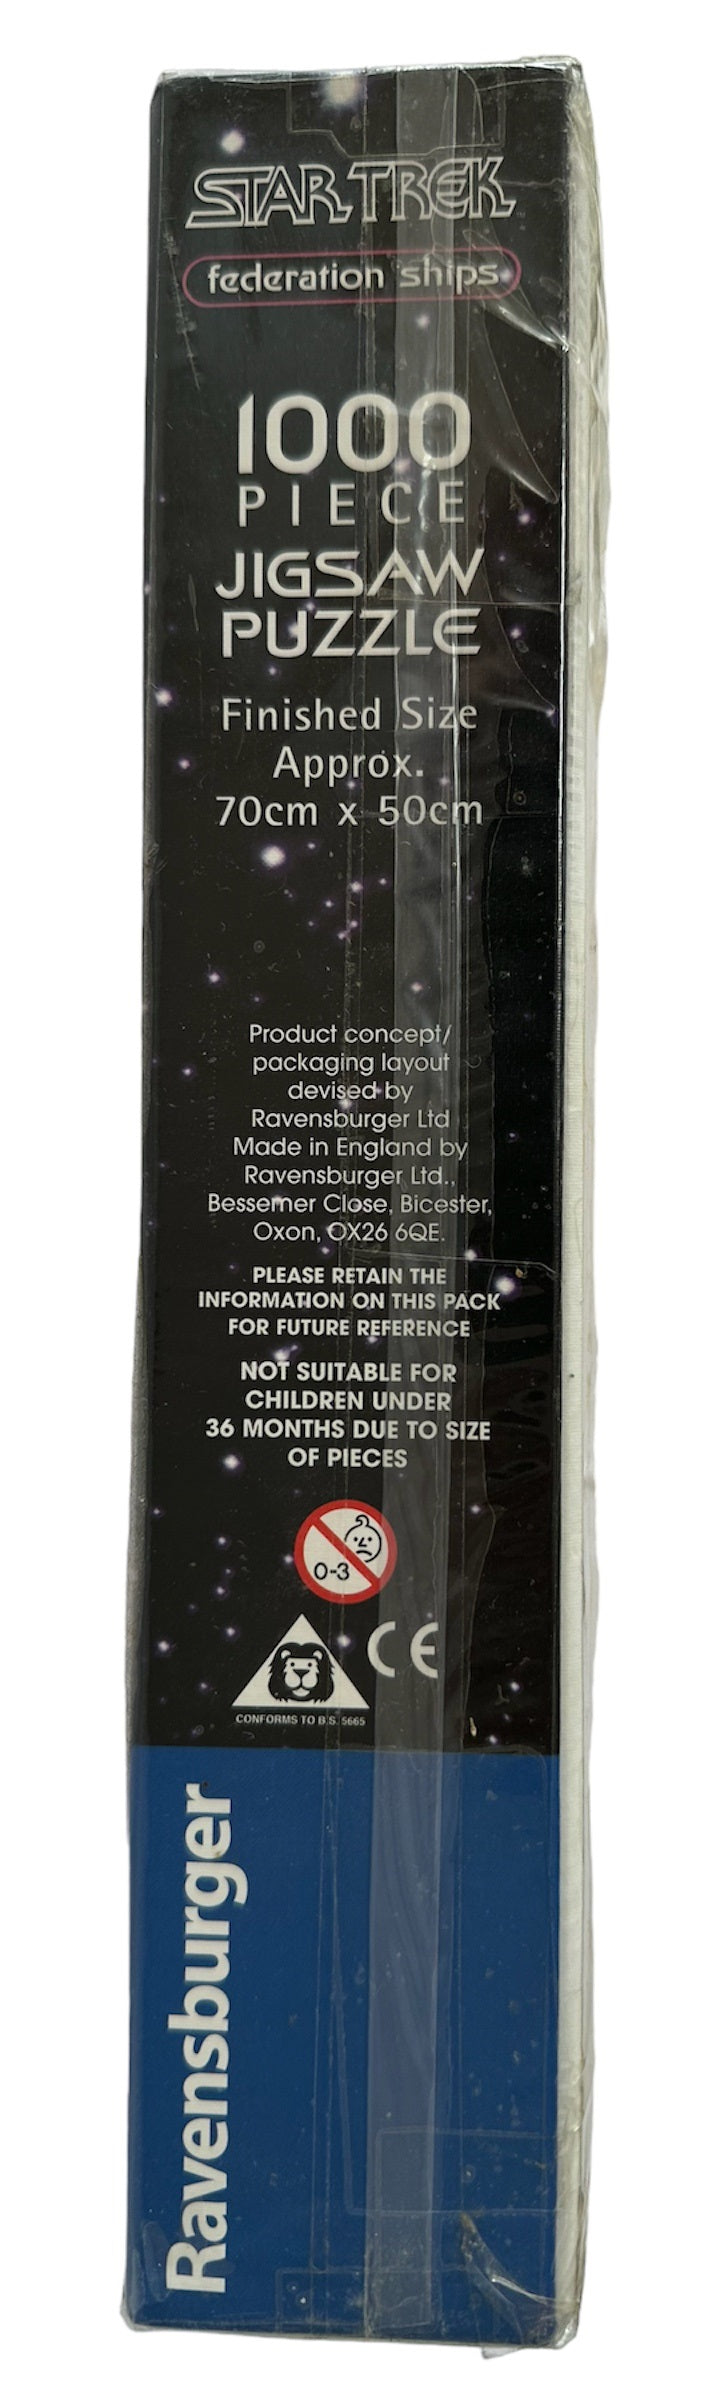 STAR TREK
federation ships
1000
PIECE
JIGSAW
PUZZLE
Finished Size
Approx.
70cm x 50cm
Product concept/
packaging layout
devised by
Ravensburger Ltd
Made in England by
Ravensburger Ltd.,
Bessemer Close, Bicester,
Oxon, OX26 6QE.
PLEASE RETAIN THE
INFORMATION ON THIS PACK
FOR FUTURE REFERENCE
NOT SUITABLE FOR
CHILDREN UNDER
36 MONTHS DUE TO SIZE
OF PIECES
0-3
CE
CONFORMS TO B.S. 5665
Ravensburger